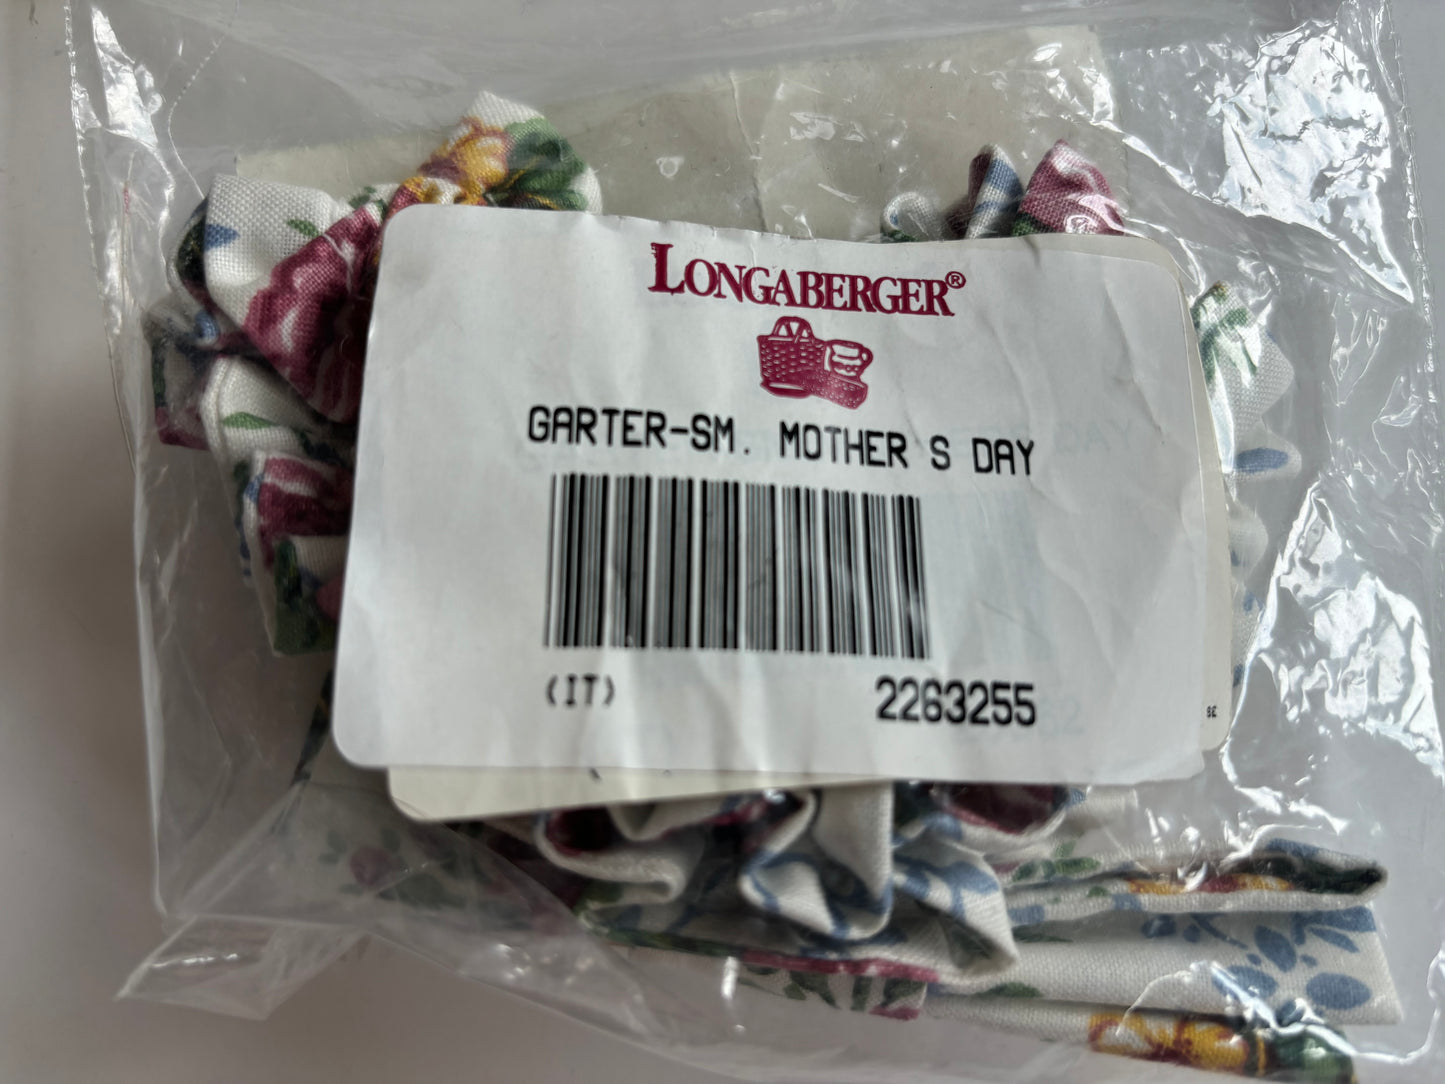 LONGABERGER®
GARTER-SM. MOTHER S DAY
(IT) 2263255